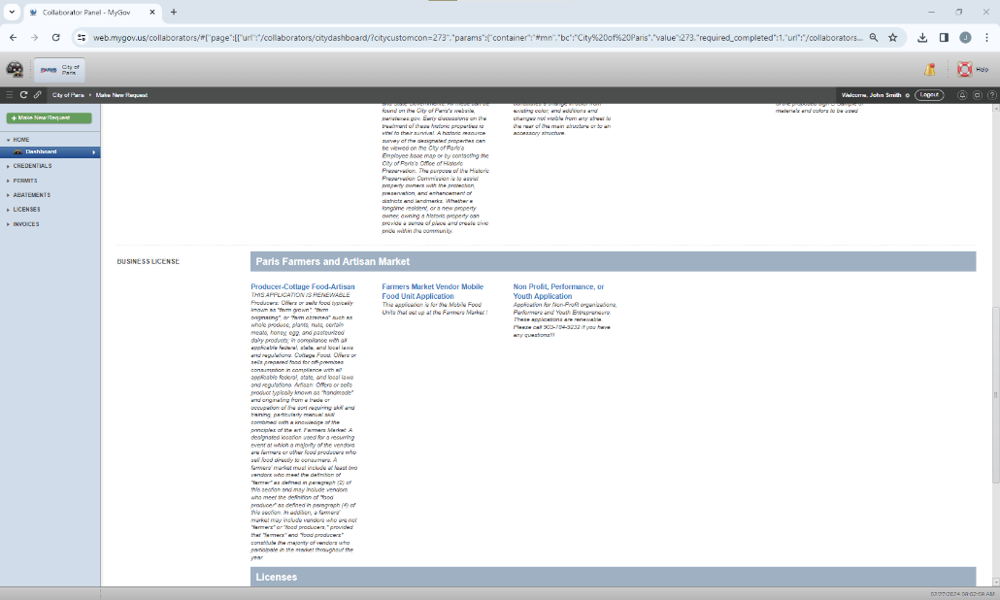 Collaborator Panel - MyGov
web.mygov.us/collaborators/#{"page":[{"url":"/collaborators/citydashboard/?citycustomcon=273","params":{"container":"#mn","bc":"City%20of%20Paris","value":273,"required_completed":1,"url":"/collaborators...
J
PARIS
City of
Paris
Help
City of Paris
Make New Request
Welcome, John Smith
Logout
+ Make New Request
HOME
Dashboard
CREDENTIALS
PERMITS
ABATEMENTS
LICENSES
INVOICES
and State Governments. All these can be
found on the City of Paris's website,
paristexas.gov. Early discussions on the
treatment of these historic properties is
vital to their survival. A historic resource
survey of the designated properties can
be viewed on the City of Paris's
Employee base map or by contacting the
City of Paris's Office of Historic
Preservation. The purpose of the Historic
Preservation Commission is to assist
property owners with the protection,
preservation, and enhancement of
districts and landmarks. Whether a
longtime resident, or a new property
owner, owning a historic property can
provide a sense of place and create civic
pride within the community.
constitutes a change in color from
existing color; and additions and
changes not visible from any street to
the rear of the main structure or to an
accessory structure.
of the proposed sign Sample of
materials and colors to be used
BUSINESS LICENSE
Paris Farmers and Artisan Market
Producer-Cottage Food-Artisan
THIS APPLICATION IS RENEWABLE
Producers: Offers or sells food typically
known as "farm grown", "farm
originating", or "farm obtained" such as
whole produce, plants, nuts, certain
meats, honey, egg, and pasteurized
dairy products; in compliance with all
applicable federal, state, and local laws
and regulations. Cottage Food: Offers or
sells prepared food for off-premises
consumption in compliance with all
applicable federal, state, and local laws
and regulations. Artisan: Offers or sells
product typically known as "handmade"
and originating from a trade or
occupation of the sort requiring skill and
training, particularly manual skill
combined with a knowledge of the
principles of the art. Farmers Market: A
designated location used for a recurring
event at which a majority of the vendors
are farmers or other food producers who
sell food directly to consumers. A
farmers' market must include at least two
vendors who meet the definition of
"farmer" as defined in paragraph (2) of
this section and may include vendors
who meet the definition of "food
producer" as defined in paragraph (4) of
this section. In addition, a farmers'
market may include vendors who are not
"farmers" or "food producers," provided
that "farmers" and "food producers"
constitute the majority of vendors who
participate in the market throughout the
year.
Farmers Market Vendor Mobile
Food Unit Application
This application is for the Mobile Food
Units that set up at the Farmers Market !
Non Profit, Performance, or
Youth Application
Application for Non-Profit organizations,
Performers and Youth Entrepreneurs.
These applications are renewable.
Please call 903-784-9232 if you have
any questions!!!
Licenses
02/27/2024 09:02:09 AM